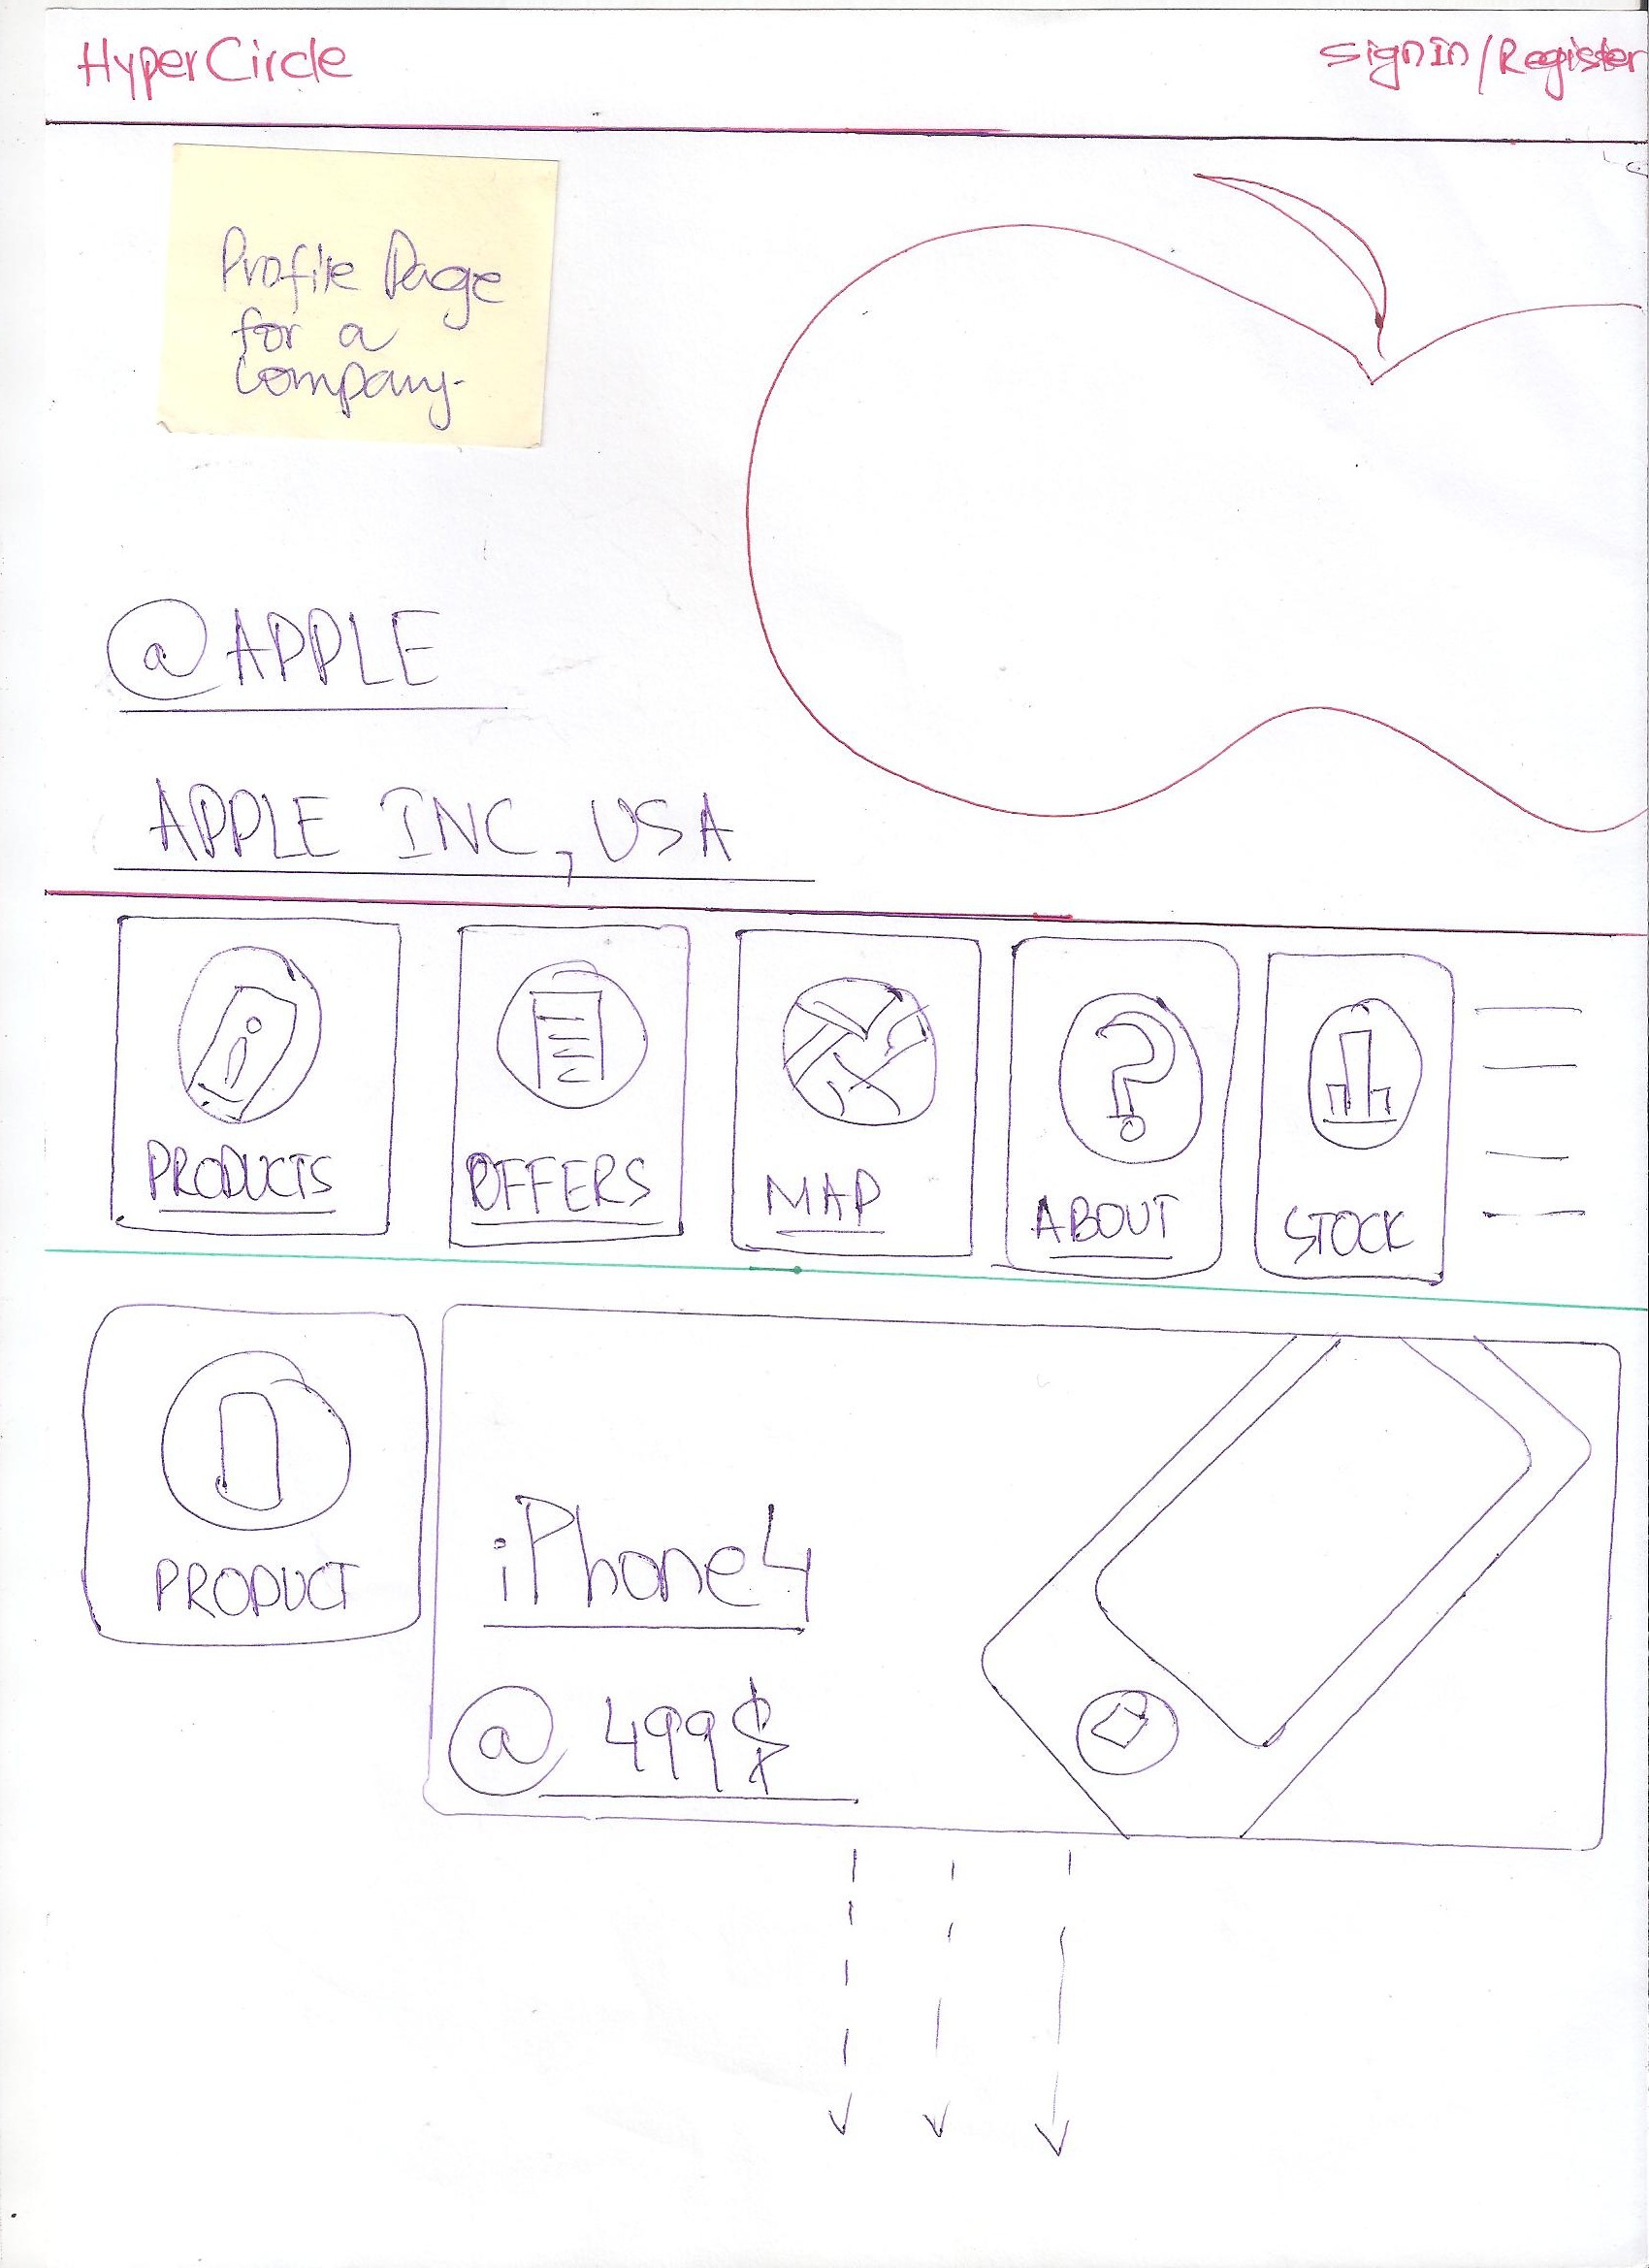 HyperCircle
SignIn/Register
Profile Page
for a
Company.
@APPLE
APPLE INC, USA
PRODUCTS
OFFERS
MAP
ABOUT
STOCK
PRODUCT
iPhone4
@ 499$